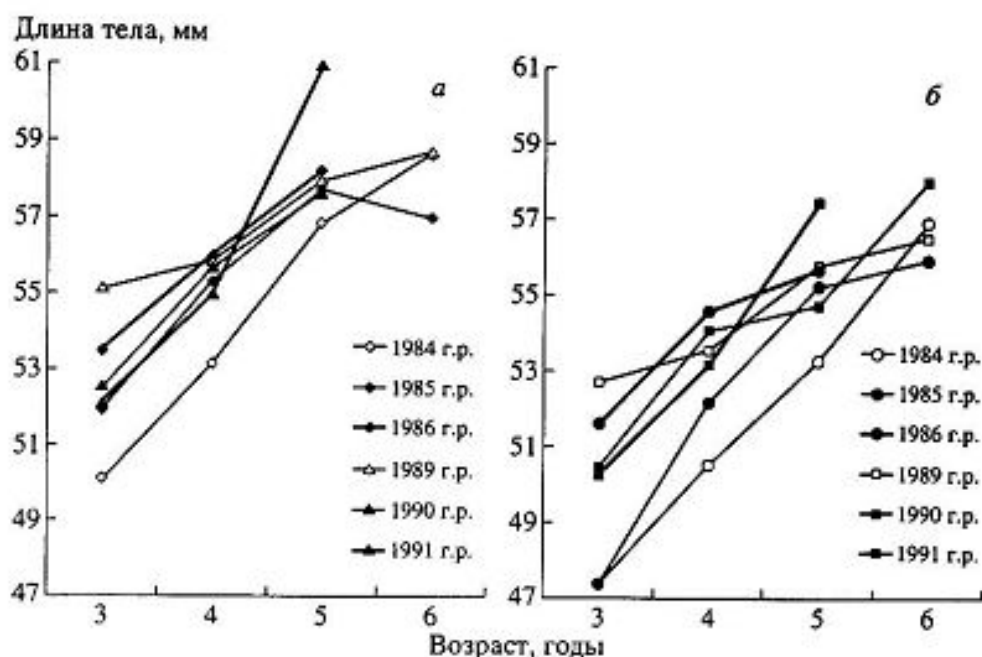 Длина тела, мм
61
59
57
55
53
51
49
47
а
1984 г.р.
1985 г.р.
1986 г.р.
1989 г.р.
1990 г.р.
1991 г.р.
3 4 5 6
61
59
57
55
53
51
49
47
б
1984 г.р.
1985 г.р.
1986 г.р.
1989 г.р.
1990 г.р.
1991 г.р.
3 4 5 6
Возраст, годы